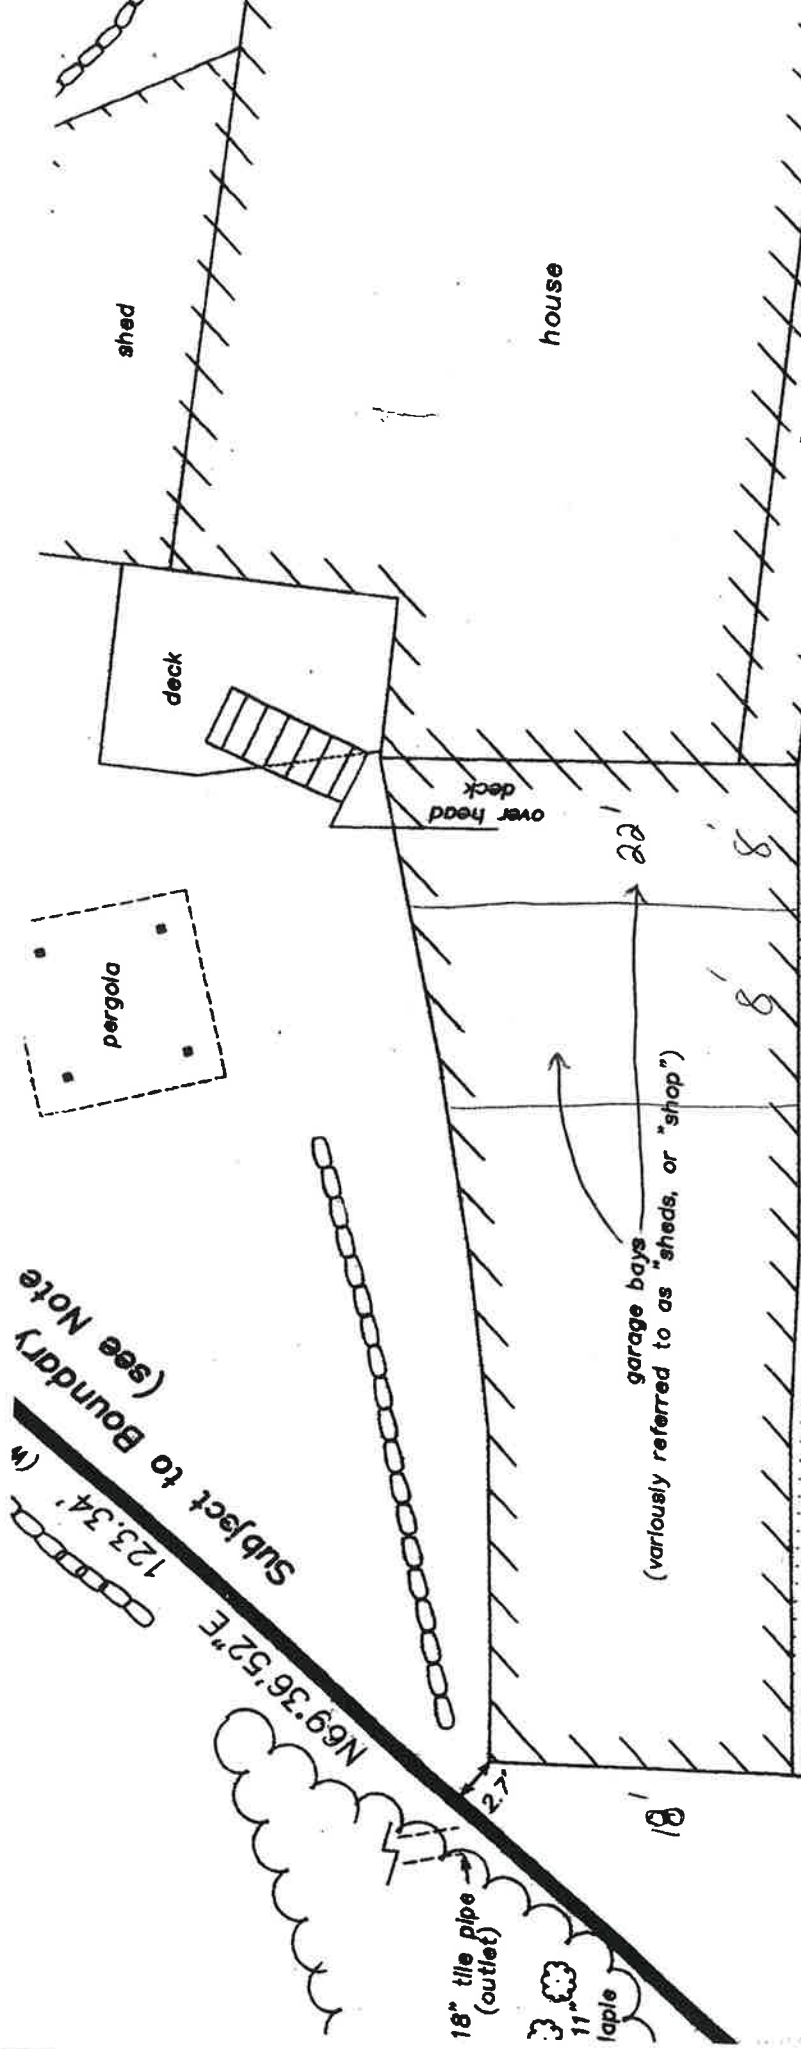 shed
house
deck
over head
deck
pergola
22'
8'
8'
garage bays
(variously referred to as "sheds, or "shop")
Subject to Boundary
(see Note
123.34'
N69°36'52"E
2.7'
18'
18" tile pipe
(outlet)
11"